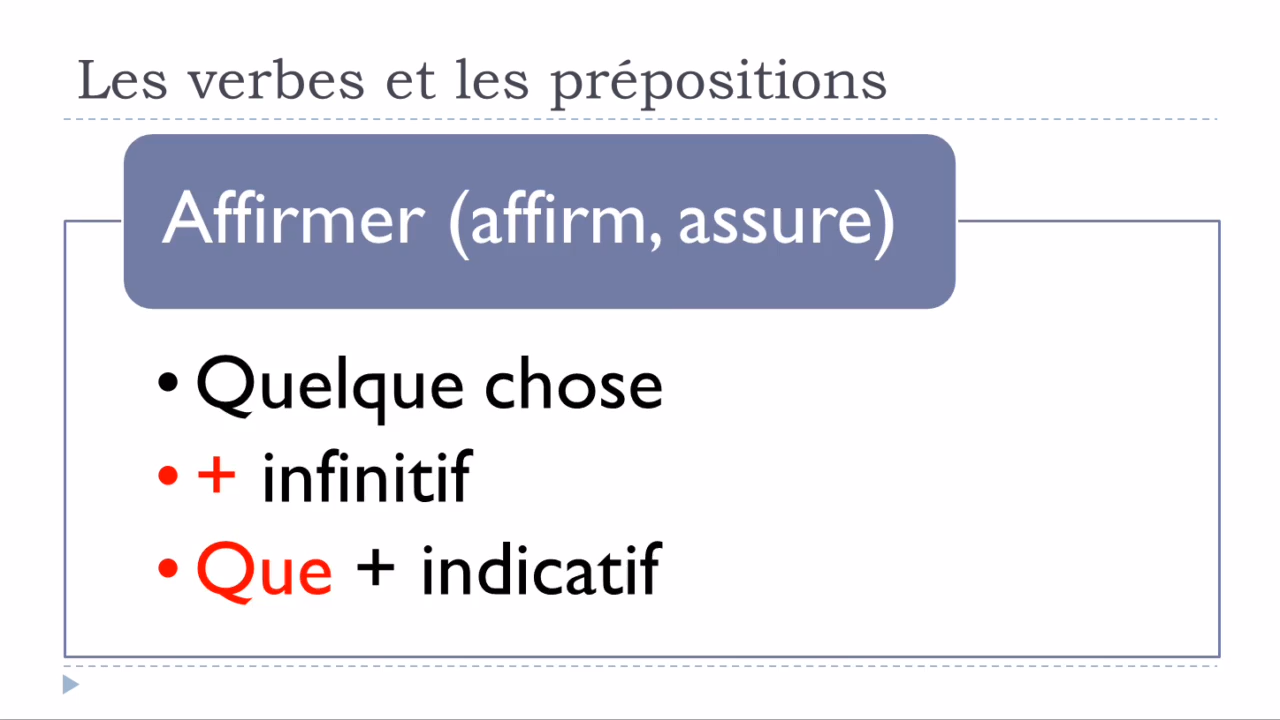 Les verbes et les prépositions
Affirmer (affirm, assure)
• Quelque chose
• + infinitif
• Que + indicatif